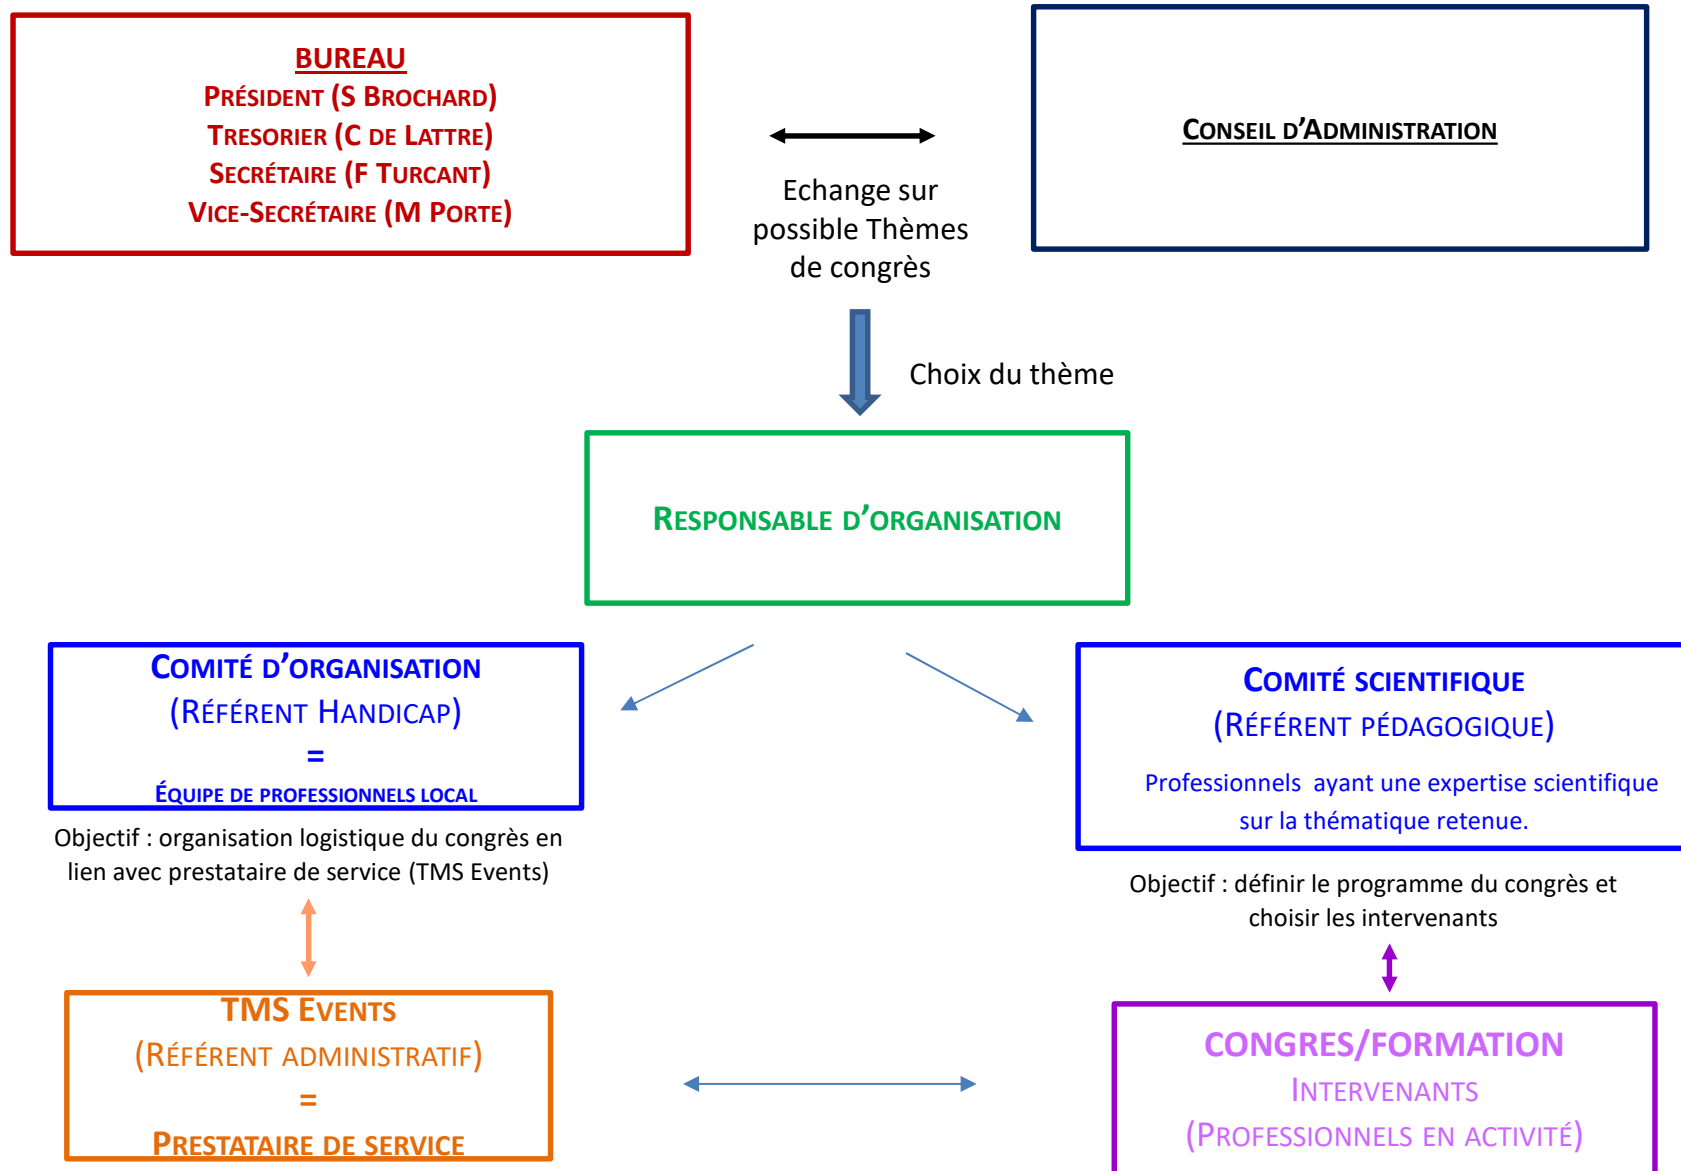 BUREAU
PRÉSIDENT (S BROCHARD)
TRESORIER (C DE LATTRE)
SECRÉTAIRE (F TURCANT)
VICE-SECRÉTAIRE (M PORTE)
Echange sur
possible Thèmes
de congrès
CONSEIL D'ADMINISTRATION
Choix du thème
RESPONSABLE D'ORGANISATION
COMITÉ D'ORGANISATION
(RÉFÉRENT HANDICAP)
=
ÉQUIPE DE PROFESSIONNELS LOCAL
Objectif : organisation logistique du congrès en
lien avec prestataire de service (TMS Events)
COMITÉ SCIENTIFIQUE
(RÉFÉRENT PÉDAGOGIQUE)
Professionnels ayant une expertise scientifique
sur la thématique retenue.
Objectif : définir le programme du congrès et
choisir les intervenants
TMS EVENTS
(RÉFÉRENT ADMINISTRATIF)
=
PRESTATAIRE DE SERVICE
CONGRES/FORMATION
INTERVENANTS
(PROFESSIONNELS EN ACTIVITÉ)